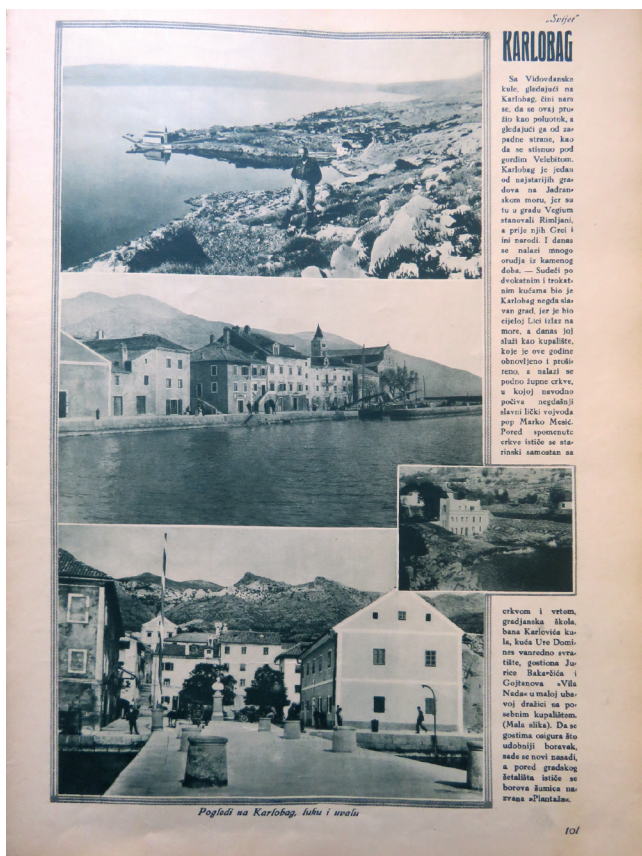 „Svijet"
KARLOBAG
Sa Vidovdanske
kule, gledajući na
Karlobag, čini nam
se, da se ovaj pru-
žio kao poluotok, a
gledajući ga od za-
padne strane, kao
da se stisnuo pod
gordim Velebitom.
Karlobag je jedan
od najstarijih gra-
dova na Jadran-
skom moru, jer su
tu u gradu Vegium
stanovali Rimljani,
a prije njih Grci i
ini narodi. I danas
se nalazi mnogo
orudja iz kamenog
doba. — Sudeći po
dvokatnim i trokat-
nim kućama bio je
Karlobag negda sla-
van grad, jer je bio
cijeloj Lici izlaz na
more, a danas joj
služi kao kupalište,
koje je ove godine
obnovljeno i proši-
reno, a nalazi se
podno župne crkve,
u kojoj navodno
počiva negdašnji
slavni lički vojvoda
pop Marko Mesić.
Pored spomenute
crkve ističe se sta-
rinski samostan sa
crkvom i vrtom,
gradjanska škola,
bana Karlovića ku-
la, kuća Ure Domi-
nes vanredno svra-
tište, gostiona Ju-
rice Bakarčića i
Gojtanova »Vila
Nada« u maloj uba-
voj dražici sa po-
sebnim kupalištem.
(Mala slika). Da se
gostima osigura što
udobniji boravak,
sade se novi nasadi,
a pored gradskog
šetališta ističe se
borova šumica na-
zvana »Plantaža«.
Pogledi na Karlobag, luku i uvalu
101